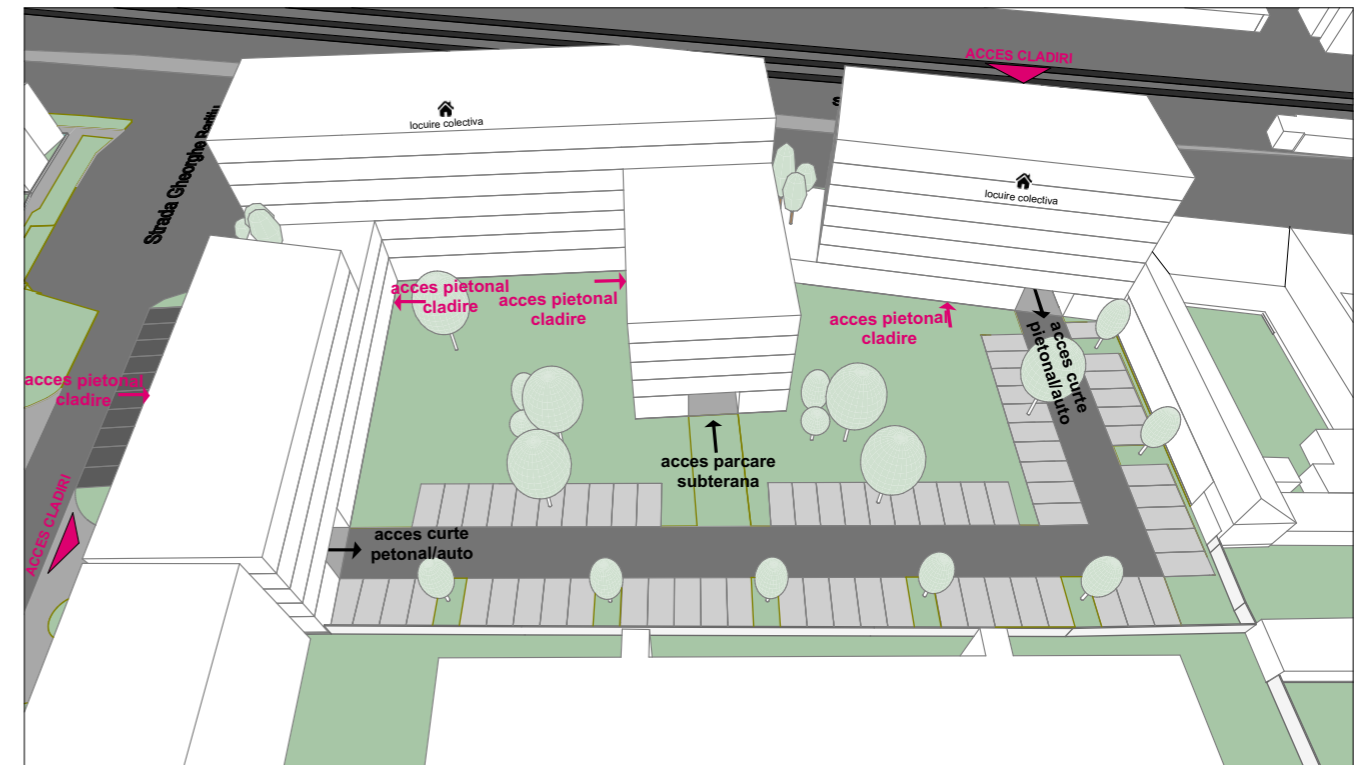 ACCES CLADIRI
locuire colectiva
locuire colectiva
Strada Gheorghe
acces pietonal
cladire
acces pietonal
cladire
acces pietonal
cladire
acces pietonal
cladire
acces curte
pietonal/auto
acces parcare
subterana
ACCES CLADIRI
acces curte
petonal/auto